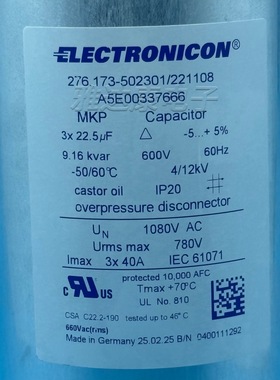 ELECTRONICON®
276.173-502301/221108
A5E00337666
MKP Capacitor
3x 22.5µF △ -5...+ 5%
9.16 kvar 600V 60Hz
-50/60°C 4/12kV
castor oil IP20
overpressure disconnector
UN 1080V AC
Urms max 780V
Imax 3x 40A IEC 61071
protected 10,000 AFC
c RU US
Tmax +70°C
UL No. 810
CSA C22.2-190 tested up to 46°C
660Vac(rms)
Made in Germany 25.02.25 B/N 0400111292